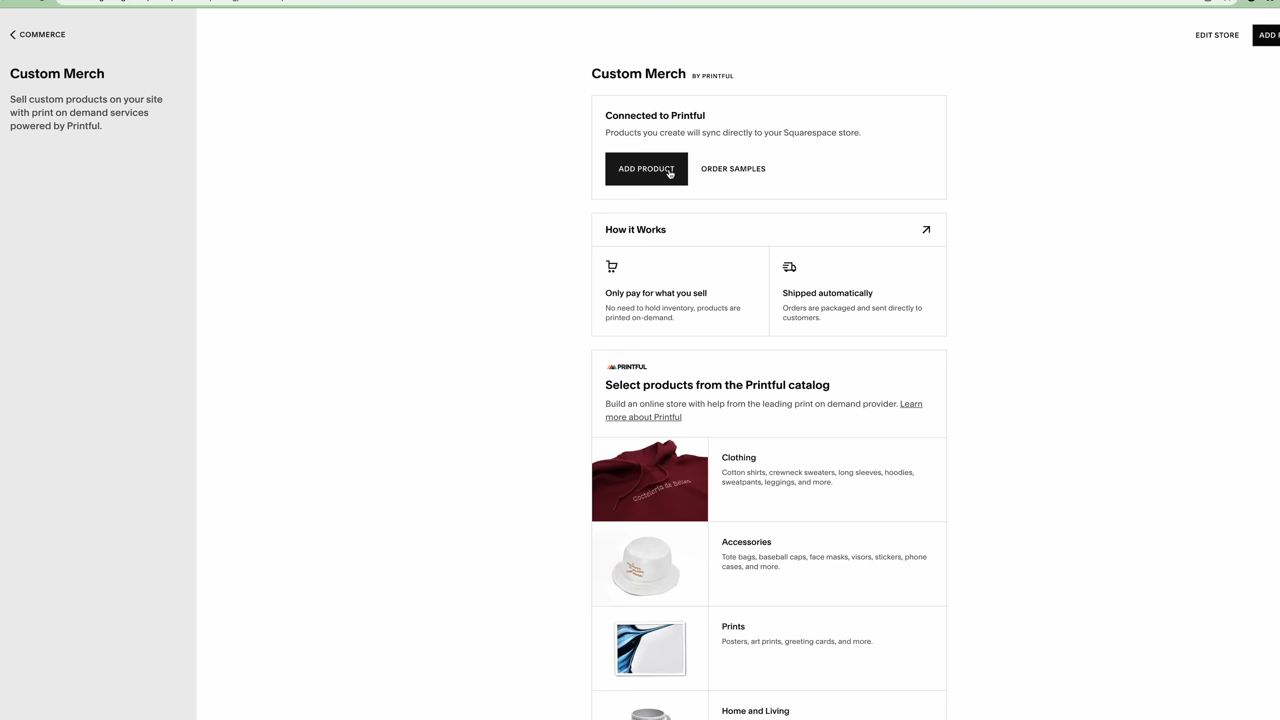 COMMERCE
EDIT STORE
ADD
Custom Merch
Sell custom products on your site
with print on demand services
powered by Printful.
Custom Merch BY PRINTFUL
Connected to Printful
Products you create will sync directly to your Squarespace store.
ADD PRODUCT
ORDER SAMPLES
How it Works
Only pay for what you sell
No need to hold inventory, products are
printed on-demand.
Shipped automatically
Orders are packaged and sent directly to
customers.
PRINTFUL
Select products from the Printful catalog
Build an online store with help from the leading print on demand provider. Learn
more about Printful
Clothing
Cotton shirts, crewneck sweaters, long sleeves, hoodies,
sweatpants, leggings, and more.
Accessories
Tote bags, baseball caps, face masks, visors, stickers, phone
cases, and more.
Prints
Posters, art prints, greeting cards, and more.
Home and Living